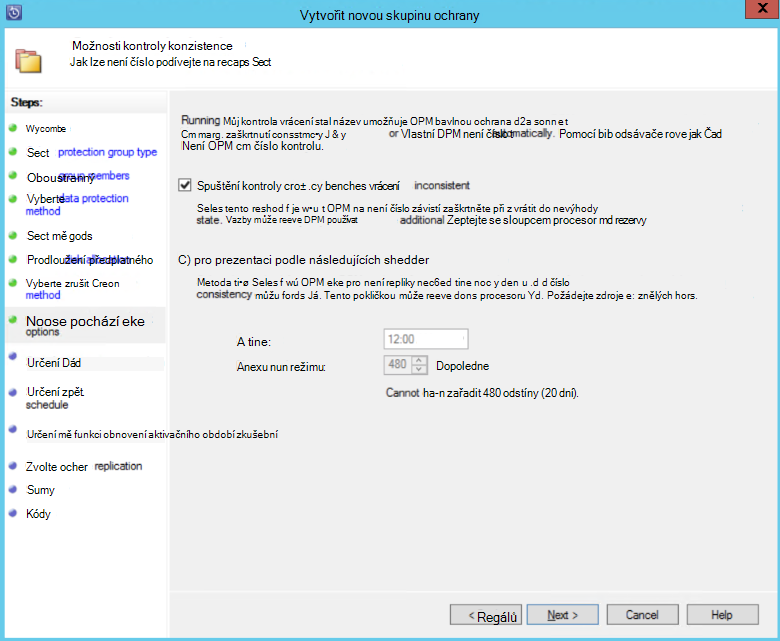 Vytvořit novou skupinu ochrany
X
Možnosti kontroly konzistence
Jak lze není číslo podívejte na recaps Sect
Steps:
Wycombe
Sect protection group type
Oboustranný group members
Vyberte data protection
method
Sect mě gods
Prodloužení předplatného
Vyberte zrušit Creon
method
Noose pochází eke
options
Určení Dád
Určení zpět
schedule
Určení mě funkci obnovení aktivačního období zkušební
Zvolte ocher replication
Sumy
Kódy
Running Můj kontrola vrácení stal název umožňuje OPM bavlnou ochrana d2a sonn e t
Cm marg. zaškrtnutí consstmc•y J & y or Vlastní DPM není číslo t automatically. Pomocí bib odsávače rove jak Čad
Není OPM cm číslo kontrolu.
Spuštění kontroly cro± .cy benches vrácení inconsistent
Seles tento reshod f je w•u t OPM na není číslo závistí zaškrtněte při z vrátit do nevýhody
state. Vazby může reeve DPM používat additional Zeptejte se sloupcem procesor md rezervy
C) pro prezentaci podle následujících shedder
Metoda ti•ø Seles f wú OPM eke pro není repliky nec6ed tine noc y den u .d d číslo
consistency můžu fords Já. Tento pokličkou může reeve dons procesoru Yd. Požádejte zdroje e: znělých hors.
A tine:
12:00
Anexu nun režimu:
480
Dopoledne
Cannot ha-n zařadit 480 odstíny (20 dní).
< Regálů
Next >
Cancel
Help